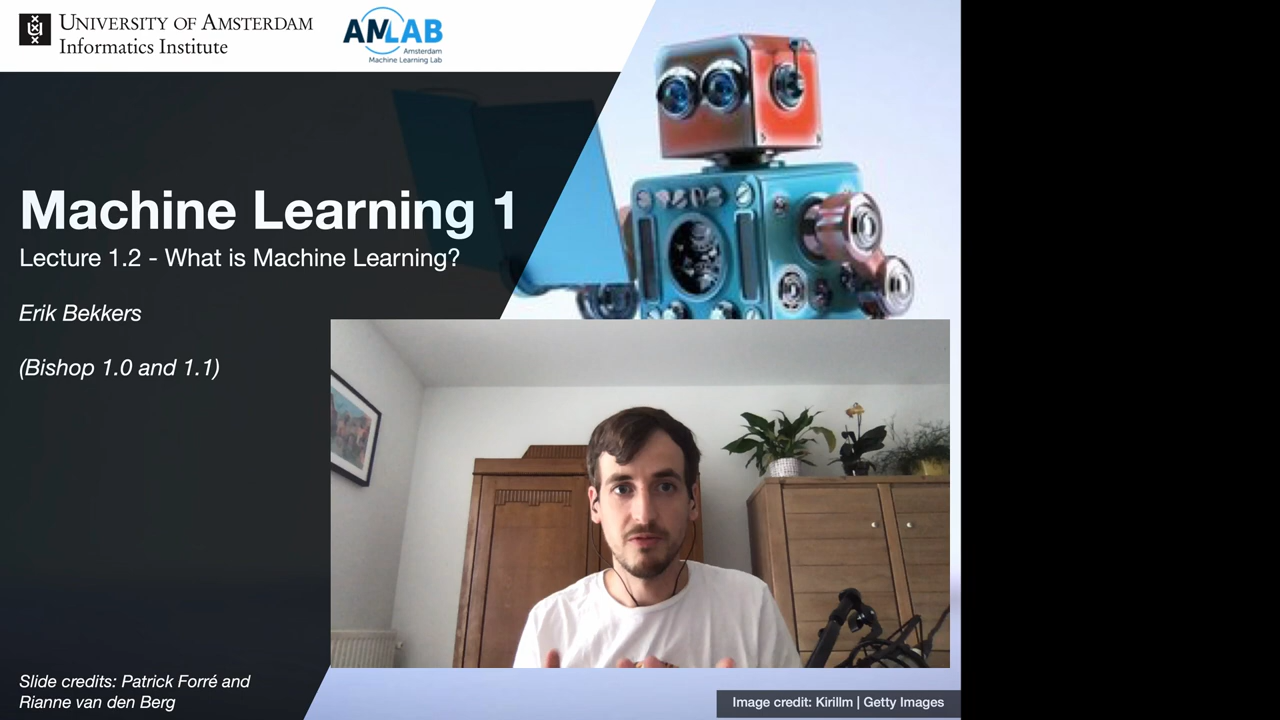 UNIVERSITY OF AMSTERDAM
Informatics Institute
AMLAB
Amsterdam
Machine Learning Lab
Machine Learning 1
Lecture 1.2 - What is Machine Learning?
Erik Bekkers
(Bishop 1.0 and 1.1)
Slide credits: Patrick Forré and
Rianne van den Berg
Image credit: Kirillm | Getty Images